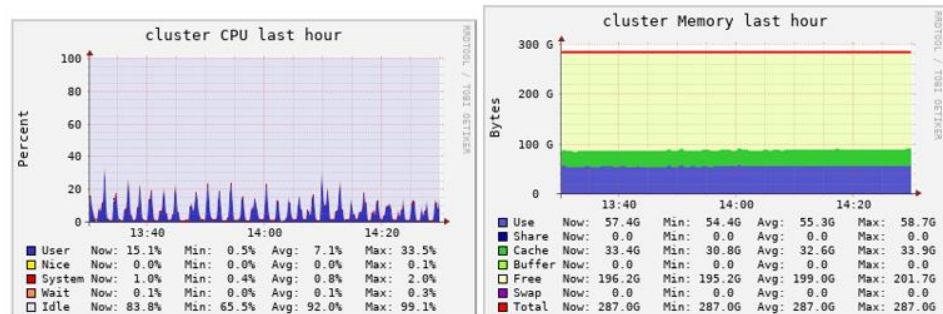 cluster CPU last hour
RRDTOOL / TOBI OETIKER
Percent
100
80
60
40
20
0
13:40 14:00 14:20
User Now: 15.1% Min: 0.5% Avg: 7.1% Max: 33.5%
Nice Now: 0.0% Min: 0.0% Avg: 0.0% Max: 0.1%
System Now: 1.0% Min: 0.4% Avg: 0.8% Max: 2.0%
Wait Now: 0.1% Min: 0.0% Avg: 0.1% Max: 0.3%
Idle Now: 83.8% Min: 65.5% Avg: 92.0% Max: 99.1%
cluster Memory last hour
RRDTOOL / TOBI OETIKER
Bytes
300 G
200 G
100 G
0
13:40 14:00 14:20
Use Now: 57.4G Min: 54.4G Avg: 55.3G Max: 58.7G
Share Now: 0.0 Min: 0.0 Avg: 0.0 Max: 0.0
Cache Now: 33.4G Min: 30.8G Avg: 32.6G Max: 33.9G
Buffer Now: 0.0 Min: 0.0 Avg: 0.0 Max: 0.0
Free Now: 196.2G Min: 195.2G Avg: 199.0G Max: 201.7G
Swap Now: 0.0 Min: 0.0 Avg: 0.0 Max: 0.0
Total Now: 287.0G Min: 287.0G Avg: 287.0G Max: 287.0G